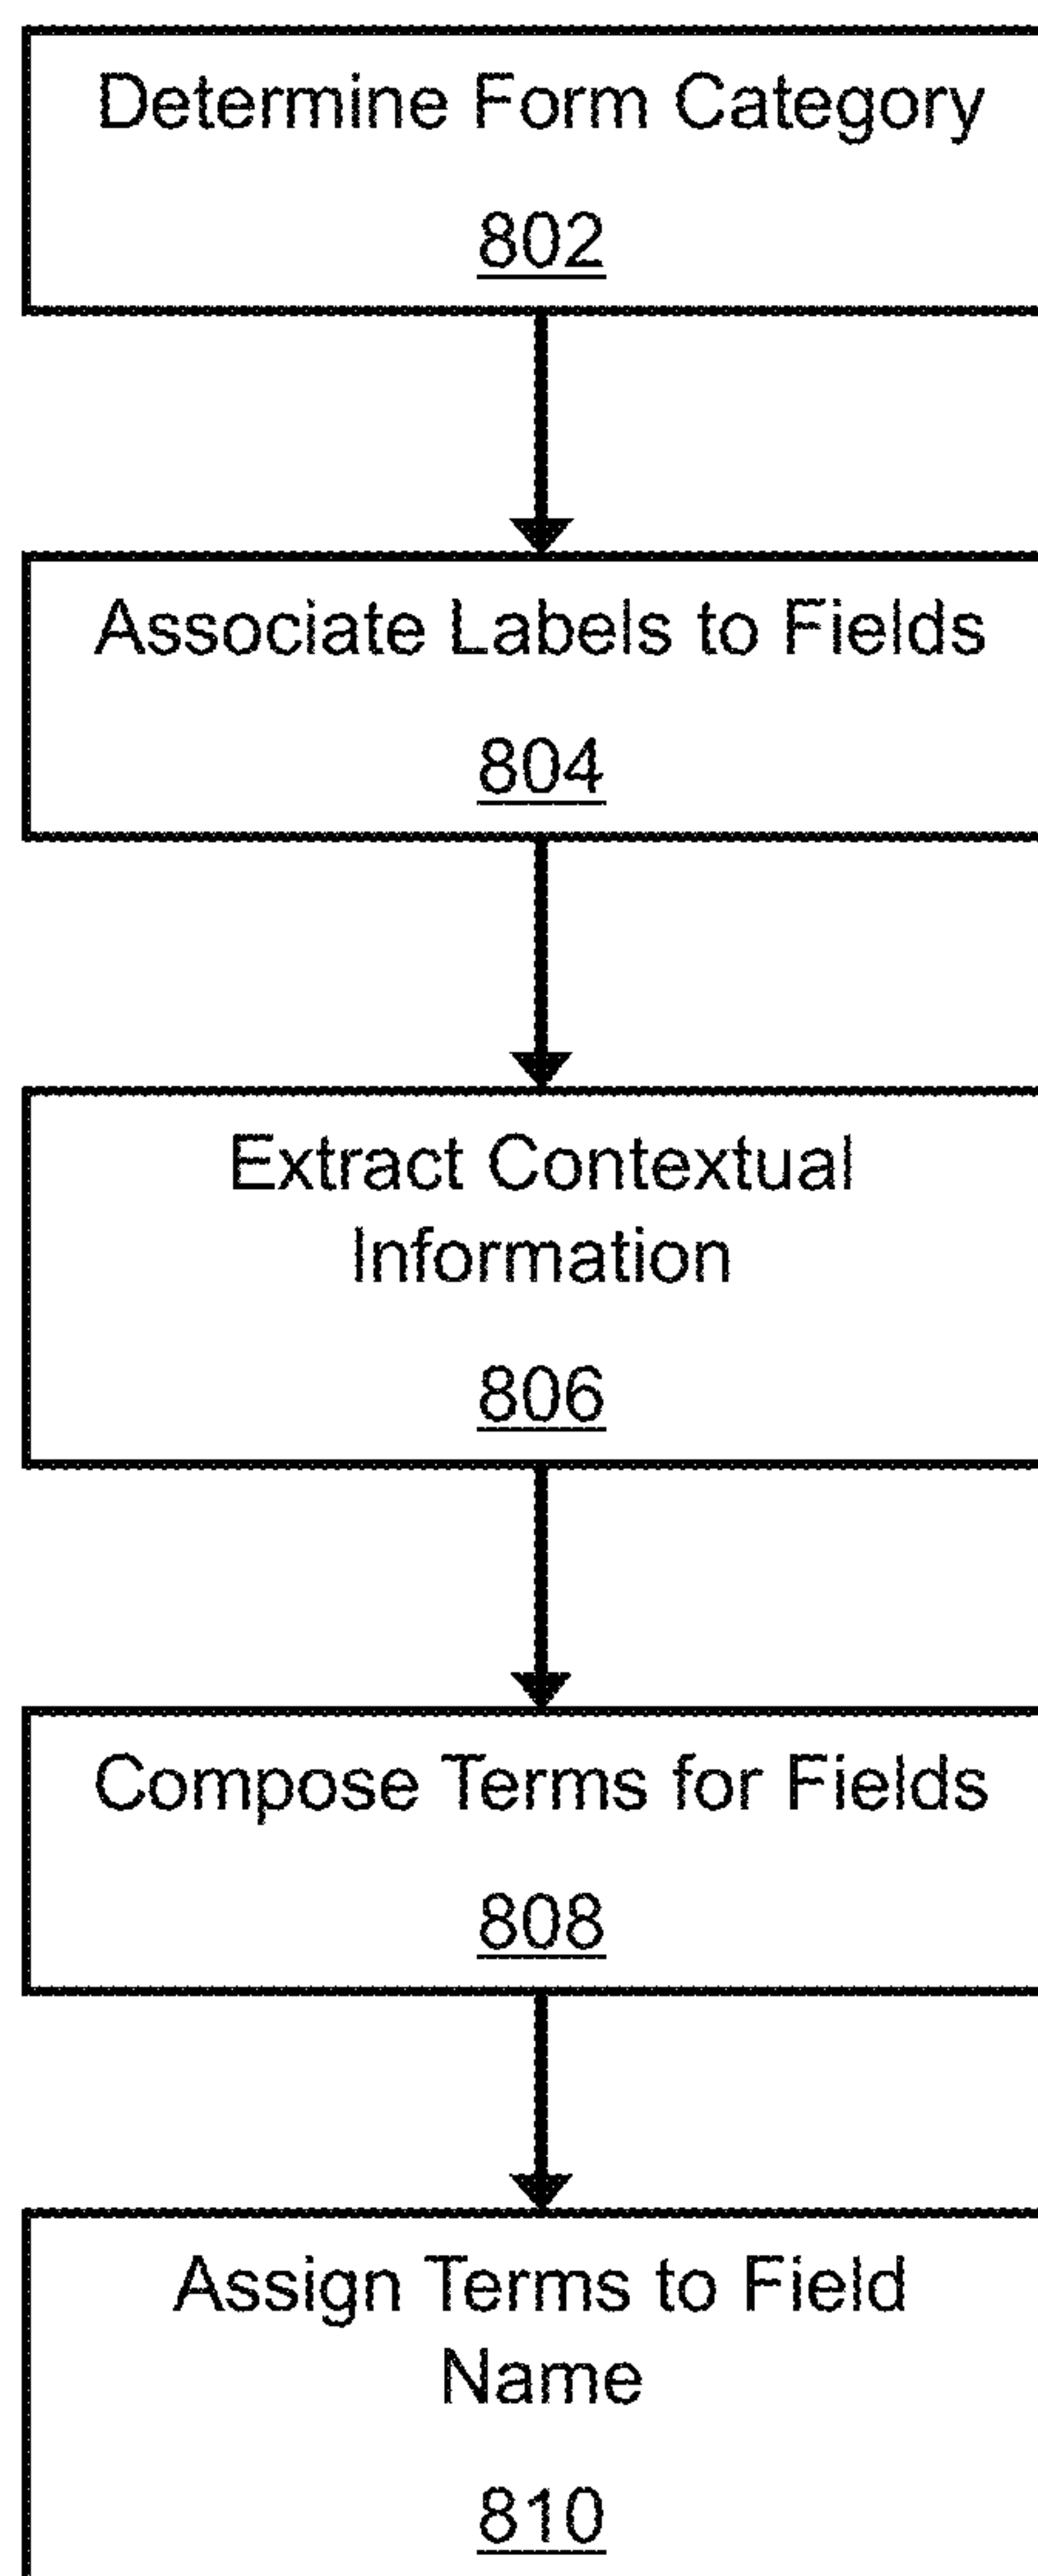 Determine Form Category
802
Associate Labels to Fields
804
Extract Contextual
Information
806
Compose Terms for Fields
808
Assign Terms to Field
Name
810